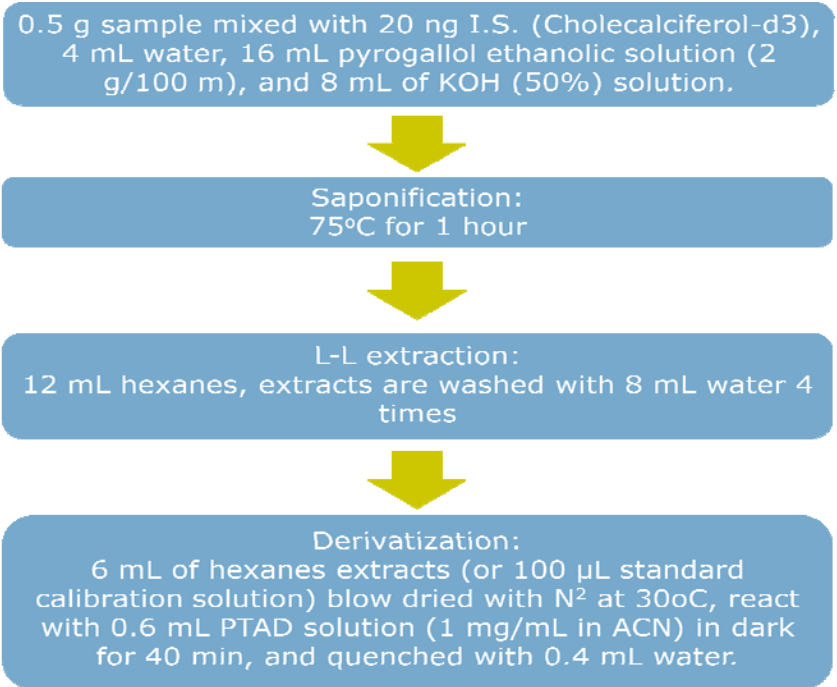 0.5 g sample mixed with 20 ng I.S. (Cholecalciferol-d3),
4 mL water, 16 mL pyrogallol ethanolic solution (2
g/100 m), and 8 mL of KOH (50%) solution.
Saponification:
75ºC for 1 hour
L-L extraction:
12 mL hexanes, extracts are washed with 8 mL water 4
times
Derivatization:
6 mL of hexanes extracts (or 100 µL standard
calibration solution) blow dried with N² at 30oC, react
with 0.6 mL PTAD solution (1 mg/mL in ACN) in dark
for 40 min, and quenched with 0.4 mL water.